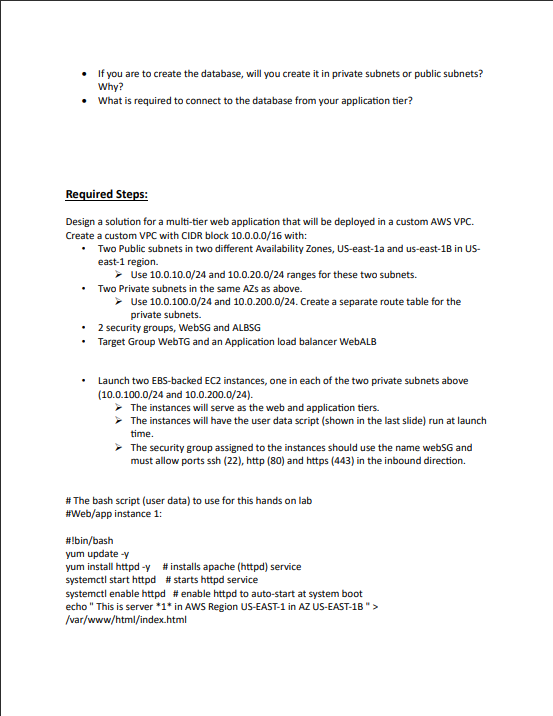 • If you are to create the database, will you create it in private subnets or public subnets?
Why?
• What is required to connect to the database from your application tier?
Required Steps:
Design a solution for a multi-tier web application that will be deployed in a custom AWS VPC.
Create a custom VPC with CIDR block 10.0.0.0/16 with:
• Two Public subnets in two different Availability Zones, US-east-1a and us-east-1B in US-
east-1 region.
➢ Use 10.0.10.0/24 and 10.0.20.0/24 ranges for these two subnets.
• Two Private subnets in the same AZs as above.
➢ Use 10.0.100.0/24 and 10.0.200.0/24. Create a separate route table for the
private subnets.
• 2 security groups, WebSG and ALBSG
• Target Group WebTG and an Application load balancer WebALB
• Launch two EBS-backed EC2 instances, one in each of the two private subnets above
(10.0.100.0/24 and 10.0.200.0/24).
➢ The instances will serve as the web and application tiers.
➢ The instances will have the user data script (shown in the last slide) run at launch
time.
➢ The security group assigned to the instances should use the name webSG and
must allow ports ssh (22), http (80) and https (443) in the inbound direction.
# The bash script (user data) to use for this hands on lab
#Web/app instance 1:
#!bin/bash
yum update -y
yum install httpd -y # installs apache (httpd) service
systemctl start httpd # starts httpd service
systemctl enable httpd # enable httpd to auto-start at system boot
echo " This is server *1* in AWS Region US-EAST-1 in AZ US-EAST-1B " >
/var/www/html/index.html